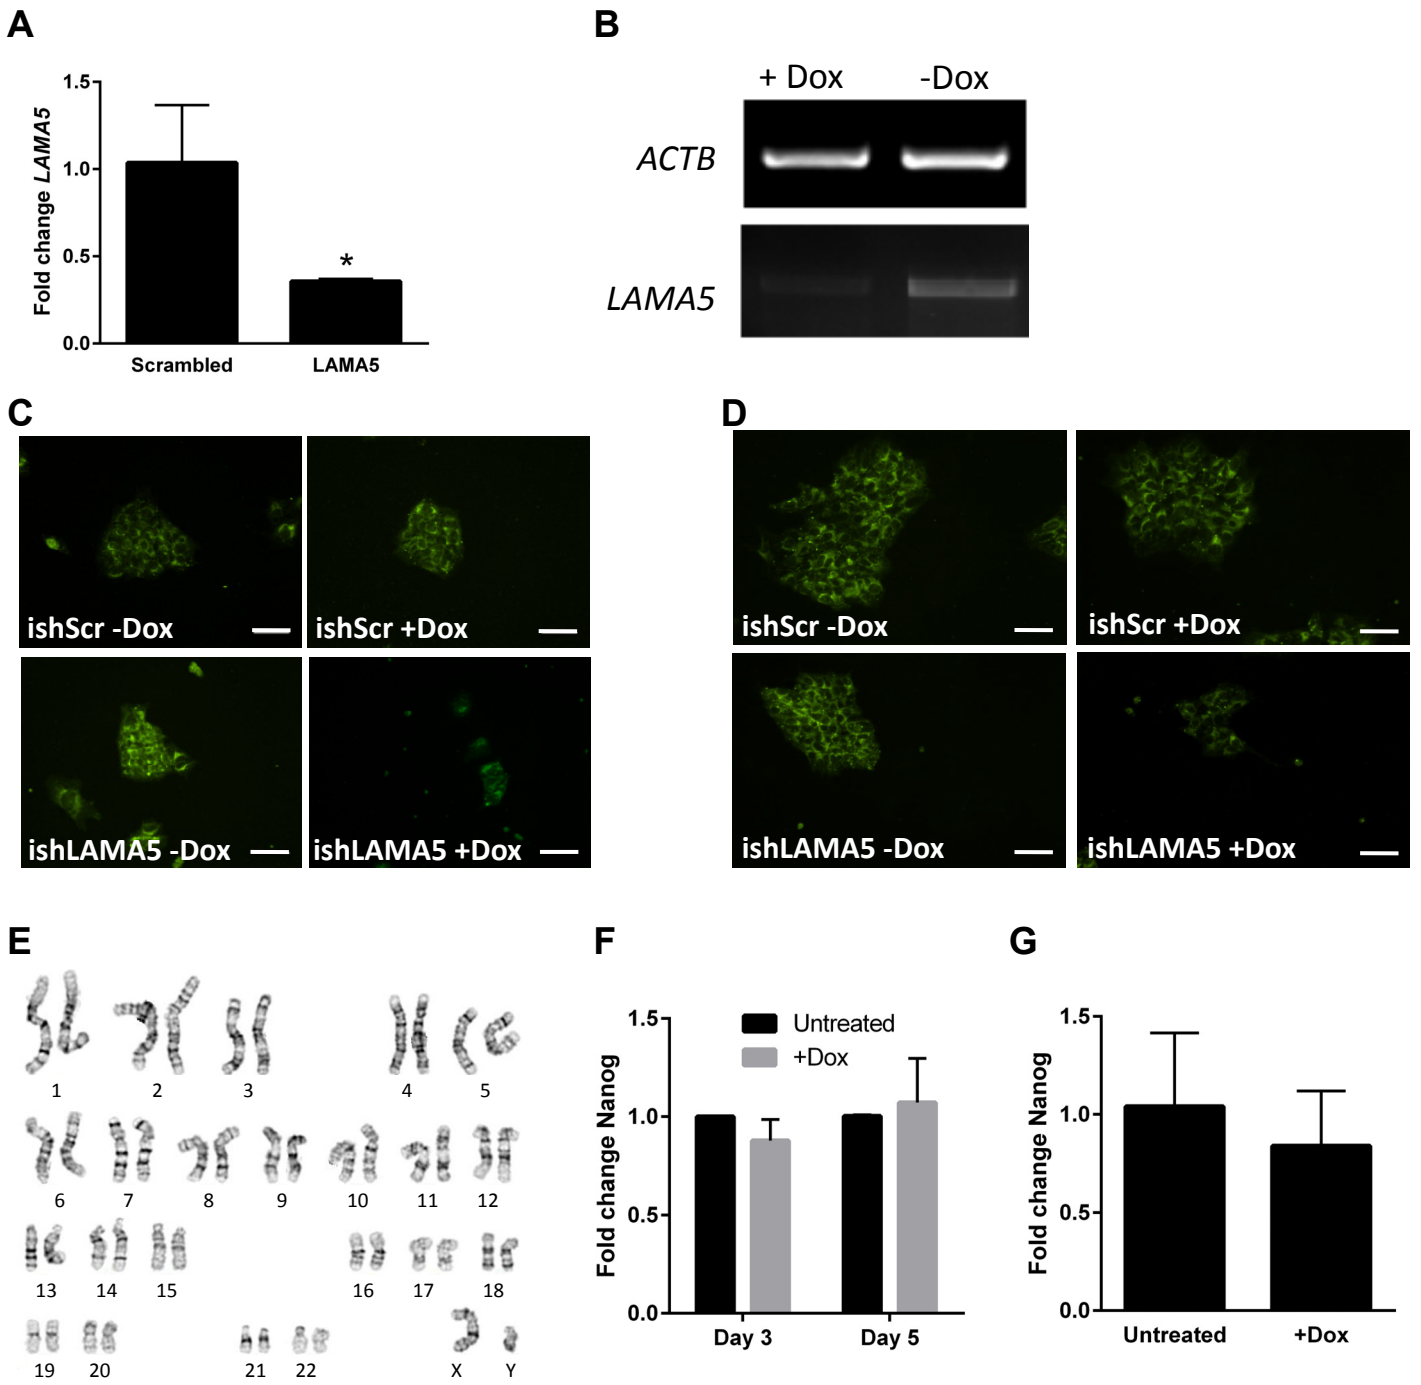 A
Fold change LAMA5
1.5
1.0
0.5
0.0
*
Scrambled LAMA5
B
+ Dox -Dox
ACTB
LAMA5
C
ishScr -Dox ishScr +Dox
ishLAMA5 -Dox ishLAMA5 +Dox
D
ishScr -Dox ishScr +Dox
ishLAMA5 -Dox ishLAMA5 +Dox
E
1 2 3 4 5
6 7 8 9 10 11 12
13 14 15 16 17 18
19 20 21 22 X Y
F
Fold change Nanog
1.5
1.0
0.5
0.0
Untreated
+Dox
Day 3 Day 5
G
Fold change Nanog
1.5
1.0
0.5
0.0
Untreated +Dox